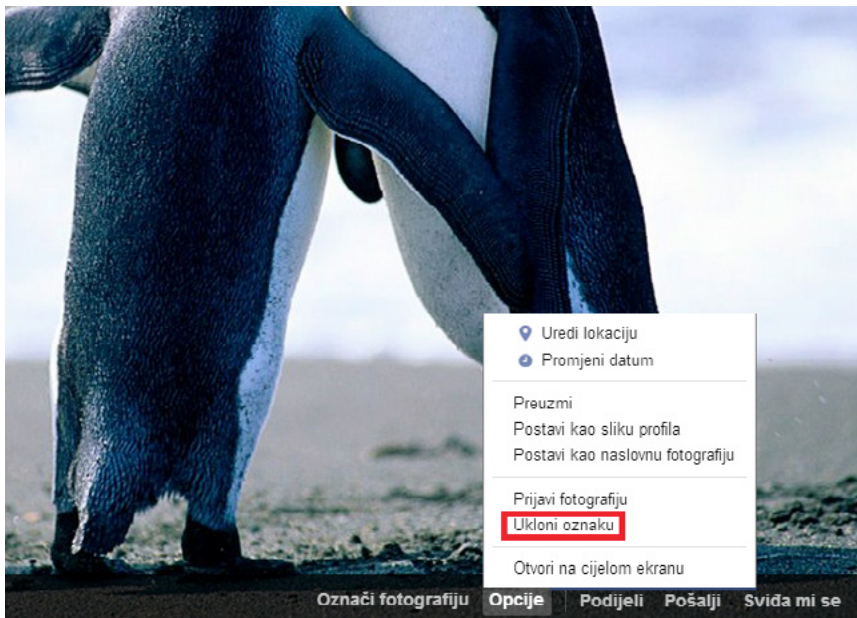 Uredi lokaciju
Promjeni datum
Preuzmi
Postavi kao sliku profila
Postavi kao naslovnu fotografiju
Prijavi fotografiju
Ukloni oznaku
Otvori na cijelom ekranu
Označi fotografiju Opcije Podijeli Pošalji Sviđa mi se